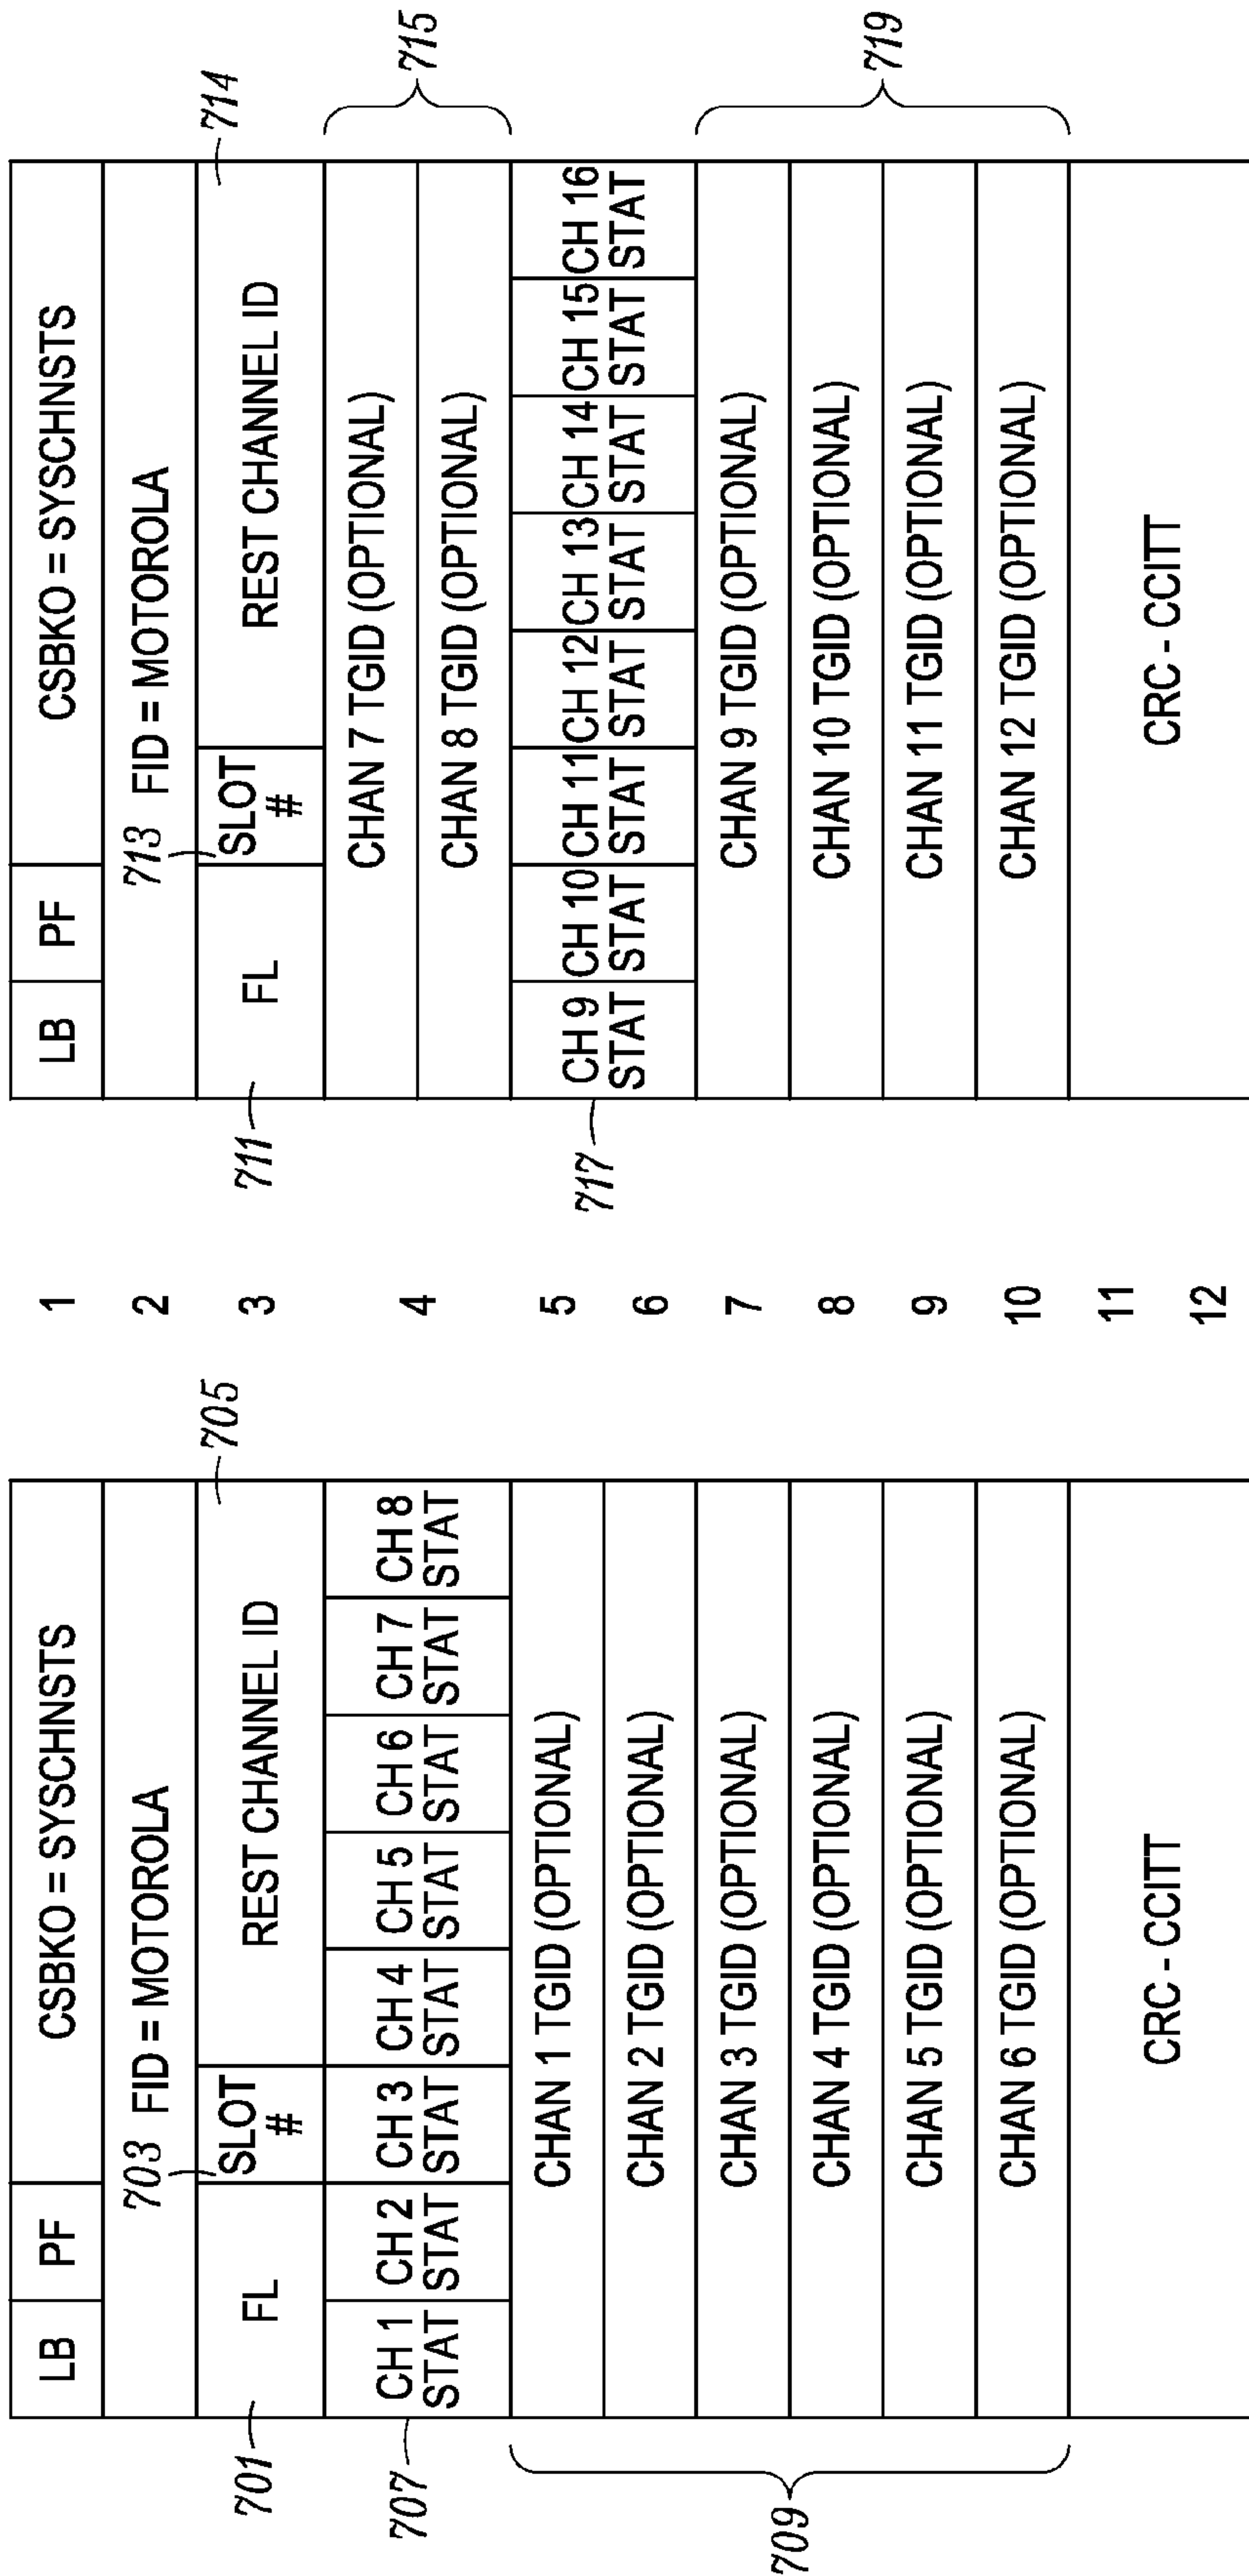 LB PF CSBKO = SYSCHNSTS
703 FID = MOTOROLA
701 FL SLOT # REST CHANNEL ID 705
707
CH 1 STAT
CH 2 STAT
CH 3 STAT
CH 4 STAT
CH 5 STAT
CH 6 STAT
CH 7 STAT
CH 8 STAT
709
CHAN 1 TGID (OPTIONAL)
CHAN 2 TGID (OPTIONAL)
CHAN 3 TGID (OPTIONAL)
CHAN 4 TGID (OPTIONAL)
CHAN 5 TGID (OPTIONAL)
CHAN 6 TGID (OPTIONAL)
CRC - CCITT
1
2
3
4
5
6
7
8
9
10
11
12
LB PF CSBKO = SYSCHNSTS
713 FID = MOTOROLA
711 FL SLOT # REST CHANNEL ID 714
CHAN 7 TGID (OPTIONAL)
CHAN 8 TGID (OPTIONAL)
715
717
CH 9 STAT
CH 10 STAT
CH 11 STAT
CH 12 STAT
CH 13 STAT
CH 14 STAT
CH 15 STAT
CH 16 STAT
CHAN 9 TGID (OPTIONAL)
CHAN 10 TGID (OPTIONAL)
CHAN 11 TGID (OPTIONAL)
CHAN 12 TGID (OPTIONAL)
719
CRC - CCITT